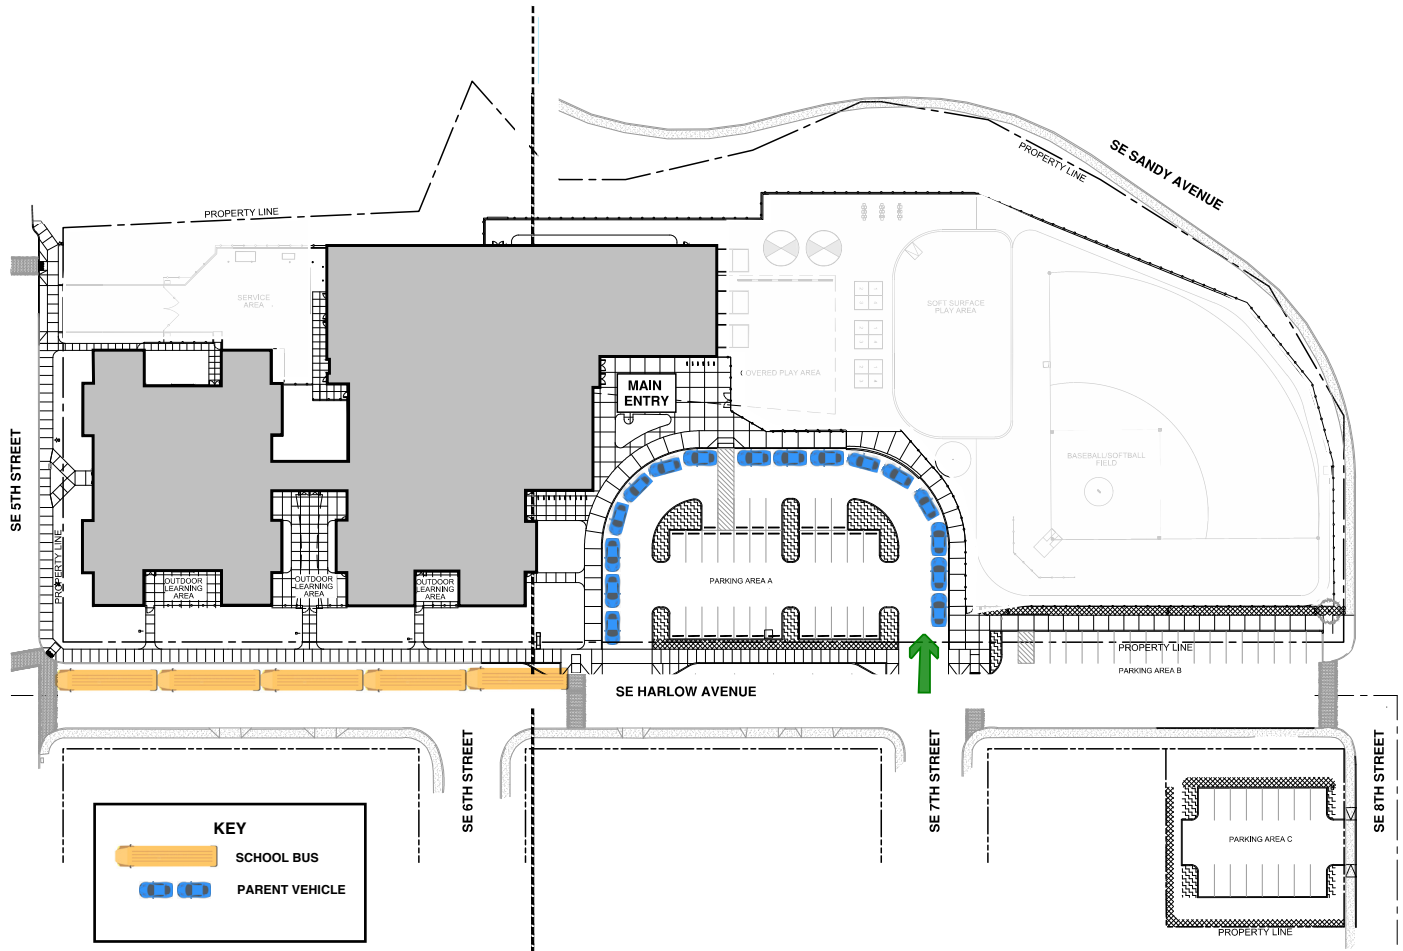 SE SANDY AVENUE
PROPERTY LINE
PROPERTY LINE
SERVICE
AREA
SOFT SURFACE
PLAY AREA
OVERED PLAY AREA
MAIN
ENTRY
BASEBALL/SOFTBALL
FIELD
SE 5TH STREET
PROPERTY LINE
OUTDOOR
LEARNING
AREA
OUTDOOR
LEARNING
AREA
OUTDOOR
LEARNING
AREA
PARKING AREA A
PROPERTY LINE
PARKING AREA B
SE HARLOW AVENUE
SE 6TH STREET
SE 7TH STREET
SE 8TH STREET
PARKING AREA C
PROPERTY LINE
KEY
SCHOOL BUS
PARENT VEHICLE